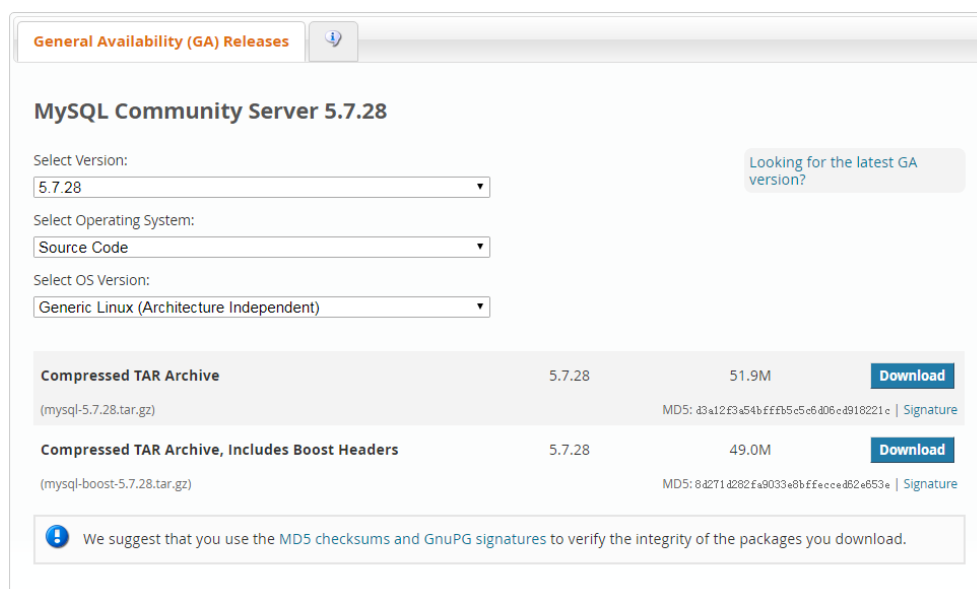 General Availability (GA) Releases
MySQL Community Server 5.7.28
Select Version:
5.7.28
Looking for the latest GA
version?
Select Operating System:
Source Code
Select OS Version:
Generic Linux (Architecture Independent)
Compressed TAR Archive 5.7.28 51.9M Download
(mysql-5.7.28.tar.gz) MD5: d3a12f3a54bfffb5c5c6d06cd918221c | Signature
Compressed TAR Archive, Includes Boost Headers 5.7.28 49.0M Download
(mysql-boost-5.7.28.tar.gz) MD5: 8d271d282fa9033e8bffecced62e653e | Signature
We suggest that you use the MD5 checksums and GnuPG signatures to verify the integrity of the packages you download.